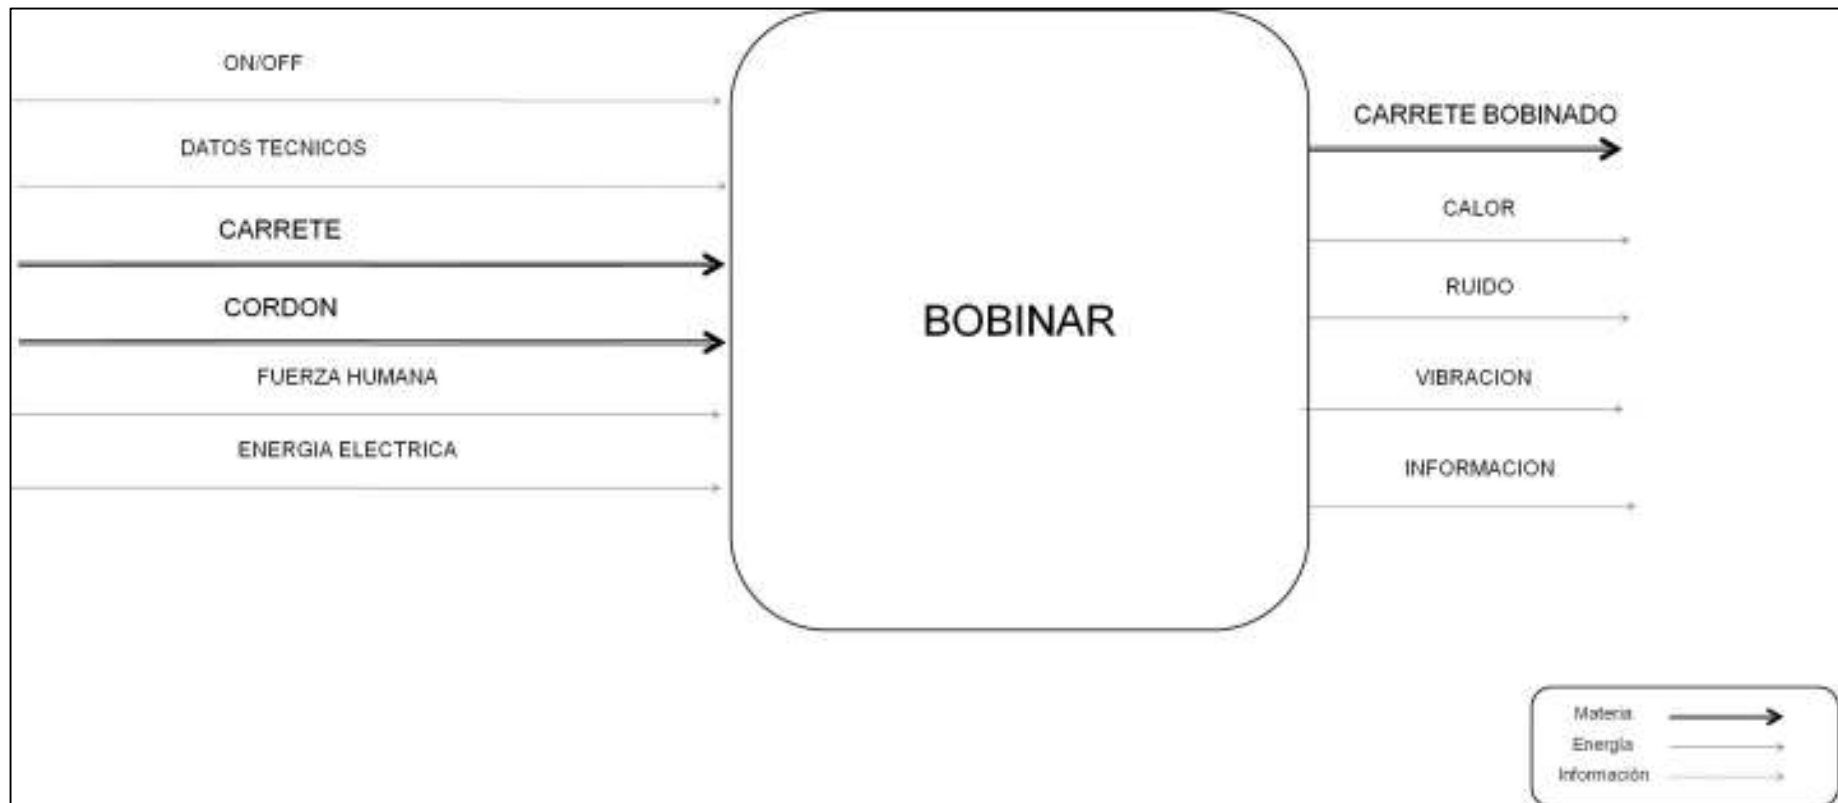 ON/OFF
DATOS TECNICOS
CARRETE
CORDON
FUERZA HUMANA
ENERGIA ELECTRICA
BOBINAR
CARRETE BOBINADO
CALOR
RUIDO
VIBRACION
INFORMACION
Materia
Energía
Información